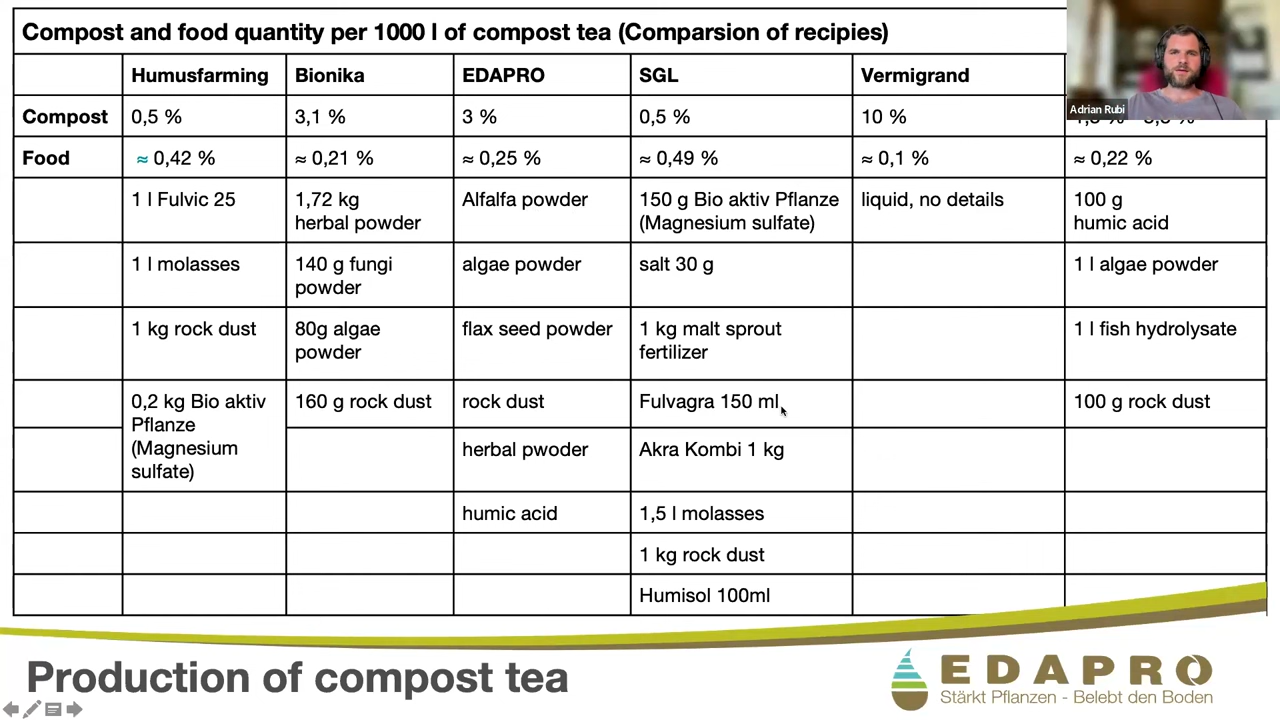 Compost and food quantity per 1000 l of compost tea (Comparsion of recipies)
Humusfarming Bionika EDAPRO SGL Vermigrand
Compost 0,5 % 3,1 % 3 % 0,5 % 10 %
Food ≈ 0,42 % ≈ 0,21 % ≈ 0,25 % ≈ 0,49 % ≈ 0,1 % ≈ 0,22 %
1 l Fulvic 25
1,72 kg
herbal powder
Alfalfa powder
150 g Bio aktiv Pflanze
(Magnesium sulfate)
liquid, no details
100 g
humic acid
1 l molasses
140 g fungi
powder
algae powder
salt 30 g
1 l algae powder
1 kg rock dust
80g algae
powder
flax seed powder
1 kg malt sprout
fertilizer
1 l fish hydrolysate
0,2 kg Bio aktiv
Pflanze
(Magnesium
sulfate)
160 g rock dust
rock dust
Fulvagra 150 ml
100 g rock dust
herbal pwoder
Akra Kombi 1 kg
humic acid
1,5 l molasses
1 kg rock dust
Humisol 100ml
Adrian Rubi
Production of compost tea
EDAPRO
Stärkt Pflanzen - Belebt den Boden